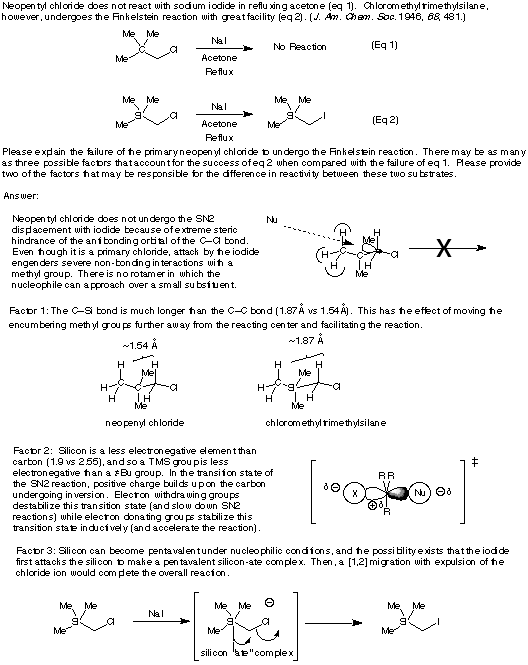 Neopentyl chloride does not react with sodium iodide in refluxing acetone (eq 1). Chloromethyltrimethylsilane,
however, undergoes the Finkelstein reaction with great facility (eq 2). (J. Am. Chem. Soc. 1946, 68, 481.)
Me Me
Me Cl
NaI
Acetone
Reflux
No Reaction
(Eq 1)
Me Me
Si
Me Cl
NaI
Acetone
Reflux
Me Me
Si
Me I
(Eq 2)
Please explain the failure of the primary neopenyl chloride to undergo the Finkelstein reaction. There may be as many
as three possible factors that account for the success of eq 2 when compared with the failure of eq 1. Please provide
two of the factors that may be responsible for the difference in reactivity between these two substrates.
Answer:
Neopentyl chloride does not undergo the SN2
displacement with iodide because of extreme steric
hindrance of the antibonding orbital of the C–Cl bond.
Even though it is a primary chloride, attack by the iodide
engenders severe non-bonding interactions with a
methyl group. There is no rotamer in which the
nucleophile can approach over a small substituent.
Nu
H H
Me
H C Cl
H Me H
X
Factor 1: The C–Si bond is much longer than the C–C bond (1.87Å vs 1.54Å). This has the effect of moving the
encumbering methyl groups further away from the reacting center and facilitating the reaction.
~1.54 Å
H H
Me
H C Cl
H Me H
neopenyl chloride
~1.87 Å
H H
Me
H C Si Cl
H Me H
chloromethyltrimethylsilane
Factor 2: Silicon is a less electronegative element than
carbon (1.9 vs 2.55), and so a TMS group is less
electronegative than a t-Bu group. In the transition state of
the SN2 reaction, positive charge builds up on the carbon
undergoing inversion. Electron withdrawing groups
destabilize this transition state (and slow down SN2
reactions) while electron donating groups stabilize this
transition state inductively (and accelerate the reaction).
‡
R R
δ ⊖ X Nu ⊖ δ
δ ⊕ R
Factor 3: Silicon can become pentavalent under nucleophilic conditions, and the possibility exists that the iodide
first attacks the silicon to make a pentavalent silicon-ate complex. Then, a [1,2] migration with expulsion of the
chloride ion would complete the overall reaction.
Me Me
Si
Me Cl
NaI
Me Me ⊖
Si
Me Cl
I
silicon "ate" complex
Me Me
Si
Me I